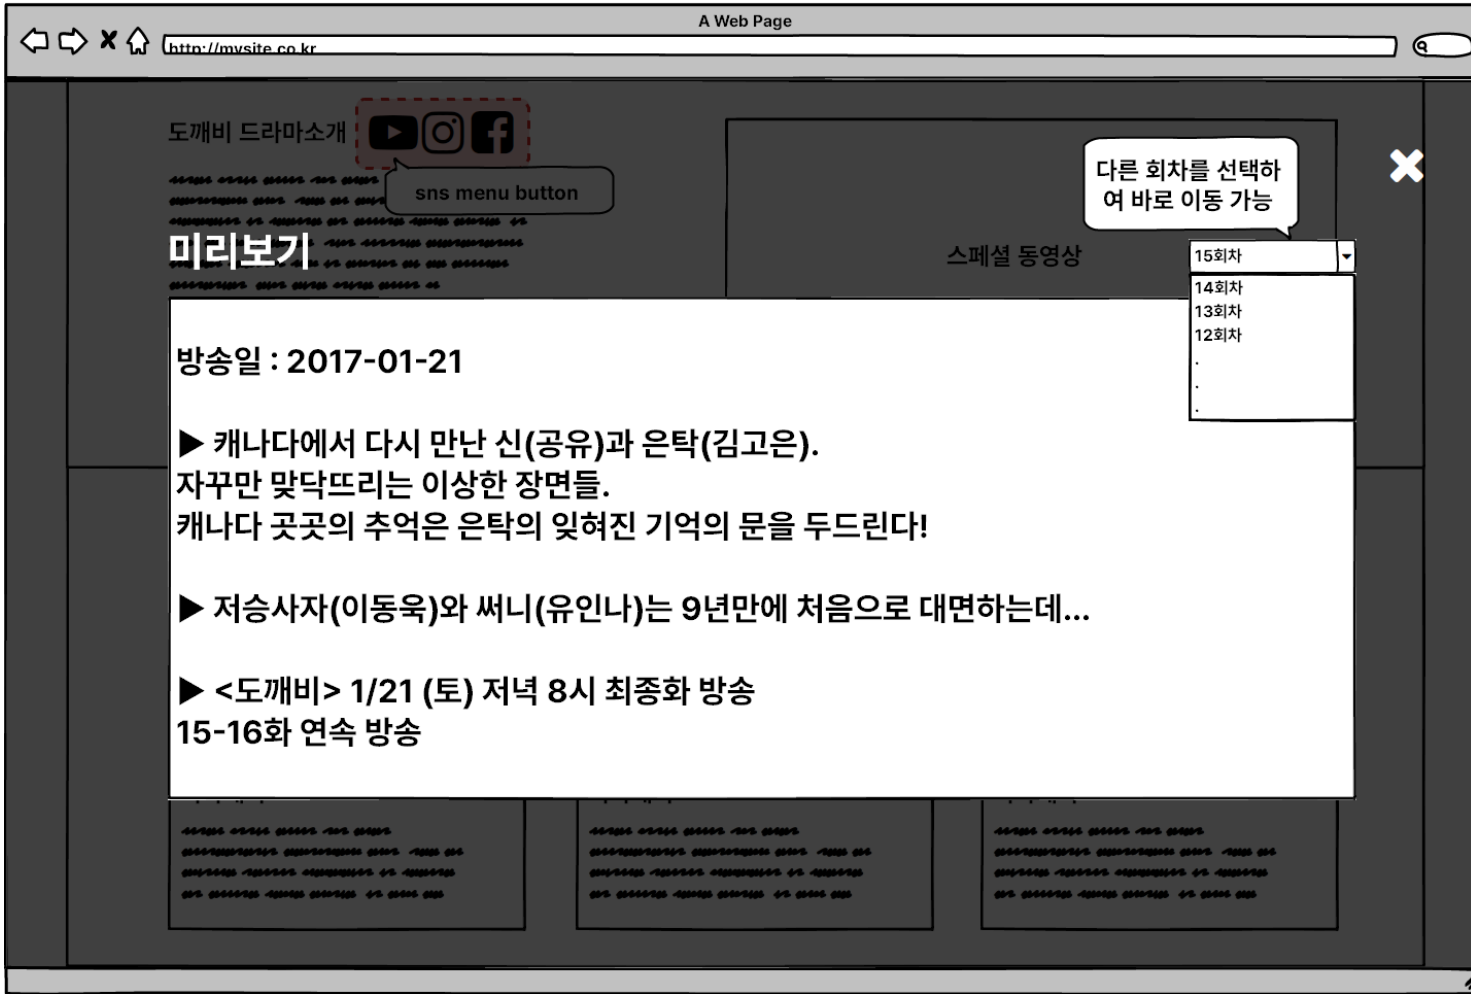 A Web Page
http://mysite.co.kr
도깨비 드라마소개
sns menu button
다른 회차를 선택하
여 바로 이동 가능
미리보기
스페셜 동영상
15회차
14회차
13회차
12회차
.
.
.
방송일 : 2017-01-21
▶ 캐나다에서 다시 만난 신(공유)과 은탁(김고은).
자꾸만 맞닥뜨리는 이상한 장면들.
캐나다 곳곳의 추억은 은탁의 잊혀진 기억의 문을 두드린다!
▶ 저승사자(이동욱)와 써니(유인나)는 9년만에 처음으로 대면하는데...
▶ <도깨비> 1/21 (토) 저녁 8시 최종화 방송
15-16화 연속 방송